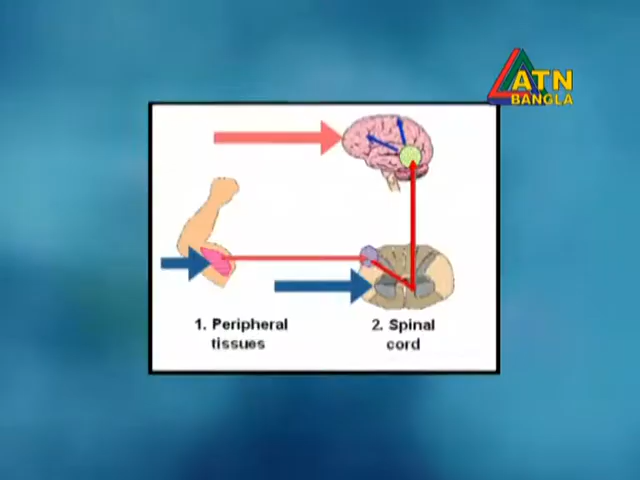 ATN
BANGLA
1. Peripheral
tissues
2. Spinal
cord